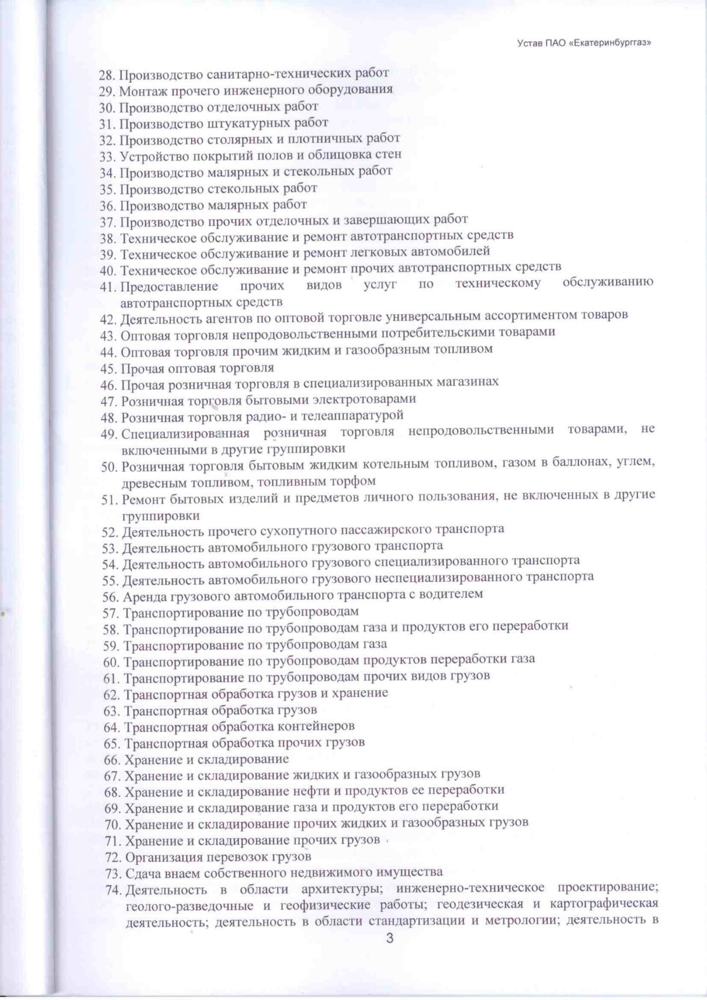 Устав ПАО «Екатеринбурггаз»
28. Производство санитарно-технических работ
29. Монтаж прочего инженерного оборудования
30. Производство отделочных работ
31. Производство штукатурных работ
32. Производство столярных и плотничных работ
33. Устройство покрытий полов и облицовка стен
34. Производство малярных и стекольных работ
35. Производство стекольных работ
36. Производство малярных работ
37. Производство прочих отделочных и завершающих работ
38. Техническое обслуживание и ремонт автотранспортных средств
39. Техническое обслуживание и ремонт легковых автомобилей
40. Техническое обслуживание и ремонт прочих автотранспортных средств
41. Предоставление прочих видов услуг по техническому обслуживанию
автотранспортных средств
42. Деятельность агентов по оптовой торговле универсальным ассортиментом товаров
43. Оптовая торговля непродовольственными потребительскими товарами
44. Оптовая торговля прочим жидким и газообразным топливом
45. Прочая оптовая торговля
46. Прочая розничная торговля в специализированных магазинах
47. Розничная торговля бытовыми электротоварами
48. Розничная торговля радио- и телеаппаратурой
49. Специализированная розничная торговля непродовольственными товарами, не
включенными в другие группировки
50. Розничная торговля бытовым жидким котельным топливом, газом в баллонах, углем,
древесным топливом, топливным торфом
51. Ремонт бытовых изделий и предметов личного пользования, не включенных в другие
группировки
52. Деятельность прочего сухопутного пассажирского транспорта
53. Деятельность автомобильного грузового транспорта
54. Деятельность автомобильного грузового специализированного транспорта
55. Деятельность автомобильного грузового неспециализированного транспорта
56. Аренда грузового автомобильного транспорта с водителем
57. Транспортирование по трубопроводам
58. Транспортирование по трубопроводам газа и продуктов его переработки
59. Транспортирование по трубопроводам газа
60. Транспортирование по трубопроводам продуктов переработки газа
61. Транспортирование по трубопроводам прочих видов грузов
62. Транспортная обработка грузов и хранение
63. Транспортная обработка грузов
64. Транспортная обработка контейнеров
65. Транспортная обработка прочих грузов
66. Хранение и складирование
67. Хранение и складирование жидких и газообразных грузов
68. Хранение и складирование нефти и продуктов ее переработки
69. Хранение и складирование газа и продуктов его переработки
70. Хранение и складирование прочих жидких и газообразных грузов
71. Хранение и складирование прочих грузов
72. Организация перевозок грузов
73. Сдача внаем собственного недвижимого имущества
74. Деятельность в области архитектуры; инженерно-техническое проектирование;
геолого-разведочные и геофизические работы; геодезическая и картографическая
деятельность; деятельность в области стандартизации и метрологии; деятельность в
3